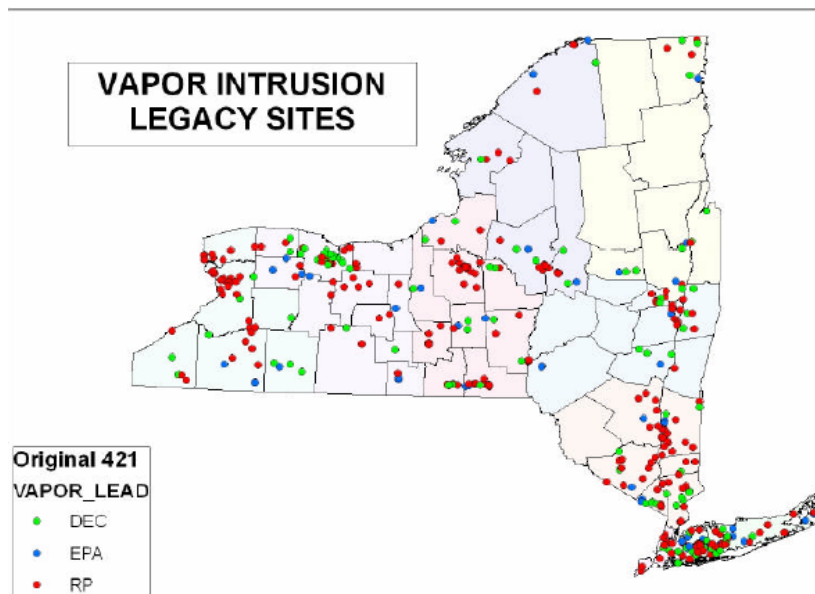 VAPOR INTRUSION
LEGACY SITES
Original 421
VAPOR_LEAD
DEC
EPA
RP